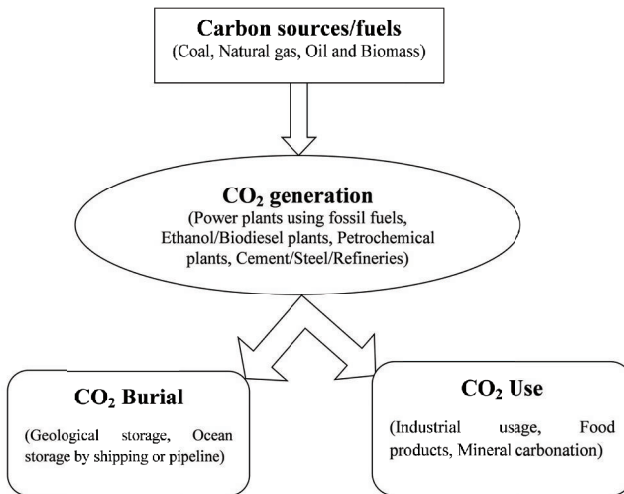 Carbon sources/fuels
(Coal, Natural gas, Oil and Biomass)
CO₂ generation
(Power plants using fossil fuels,
Ethanol/Biodiesel plants, Petrochemical
plants, Cement/Steel/Refineries)
CO₂ Burial
(Geological storage, Ocean
storage by shipping or pipeline)
CO₂ Use
(Industrial usage, Food
products, Mineral carbonation)